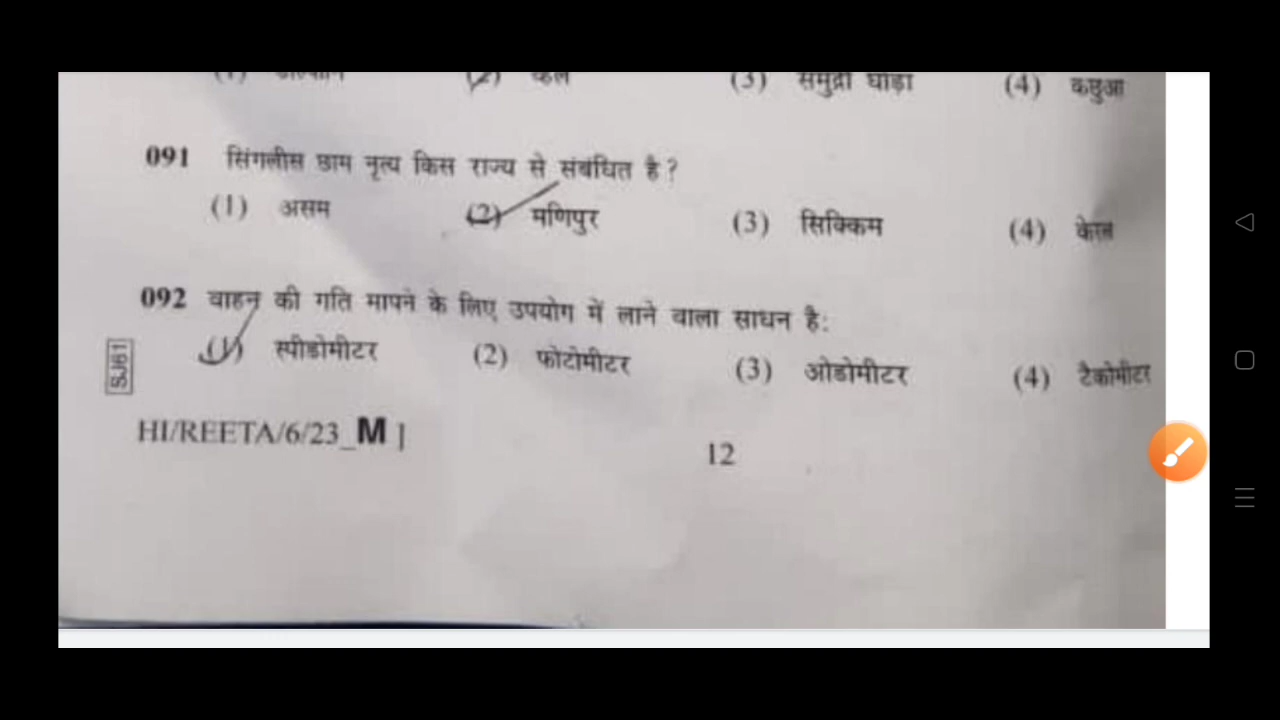 (3) समुद्री घोड़ा (4) कछुआ
091 सिंगलीस छाम नृत्य किस राज्य से संबंधित है?
(1) असम (2) मणिपुर (3) सिक्किम (4) केरल
092 वाहन की गति मापने के लिए उपयोग में लाने वाला साधन है:
(1) स्पीडोमीटर (2) फोटोमीटर (3) ओडोमीटर (4) टैकोमीटर
SJ61
HI/REETA/6/23_M ]
12